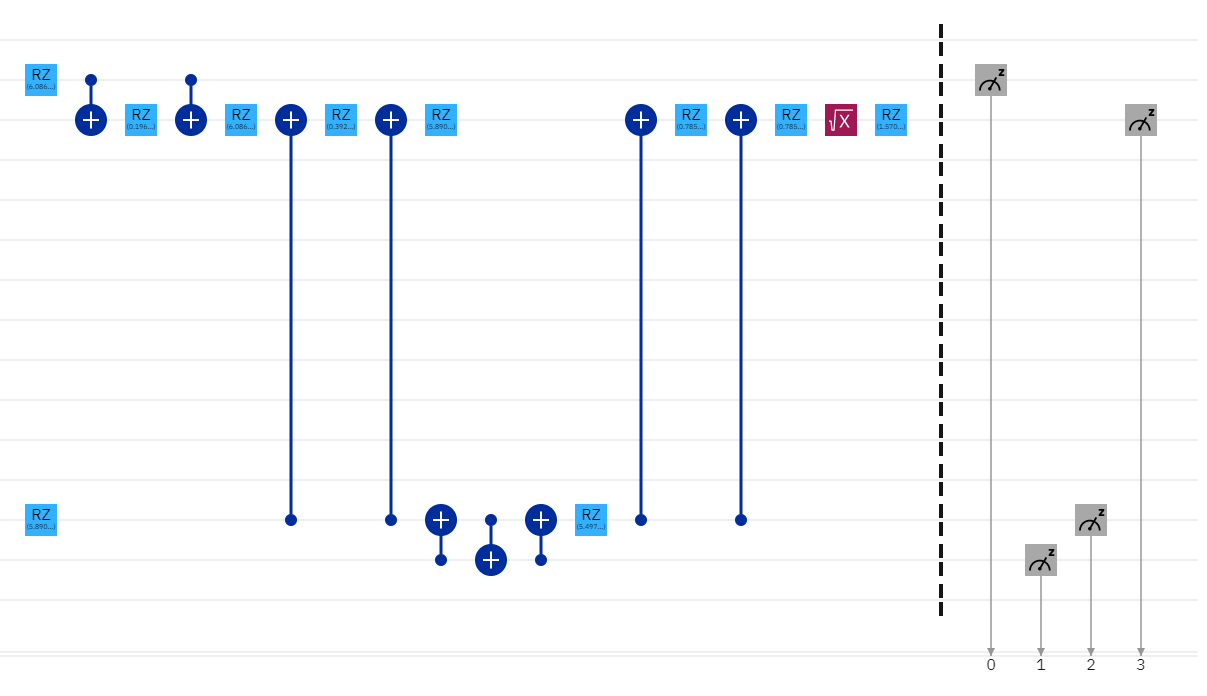 RZ
(6.086...)
z
RZ
(0.196...)
RZ
(6.086...)
RZ
(0.392...)
RZ
(5.890...)
RZ
(0.785...)
RZ
(0.785...)
√X
RZ
(1.570...)
z
RZ
(5.890...)
RZ
(5.497...)
z
z
0 1 2 3